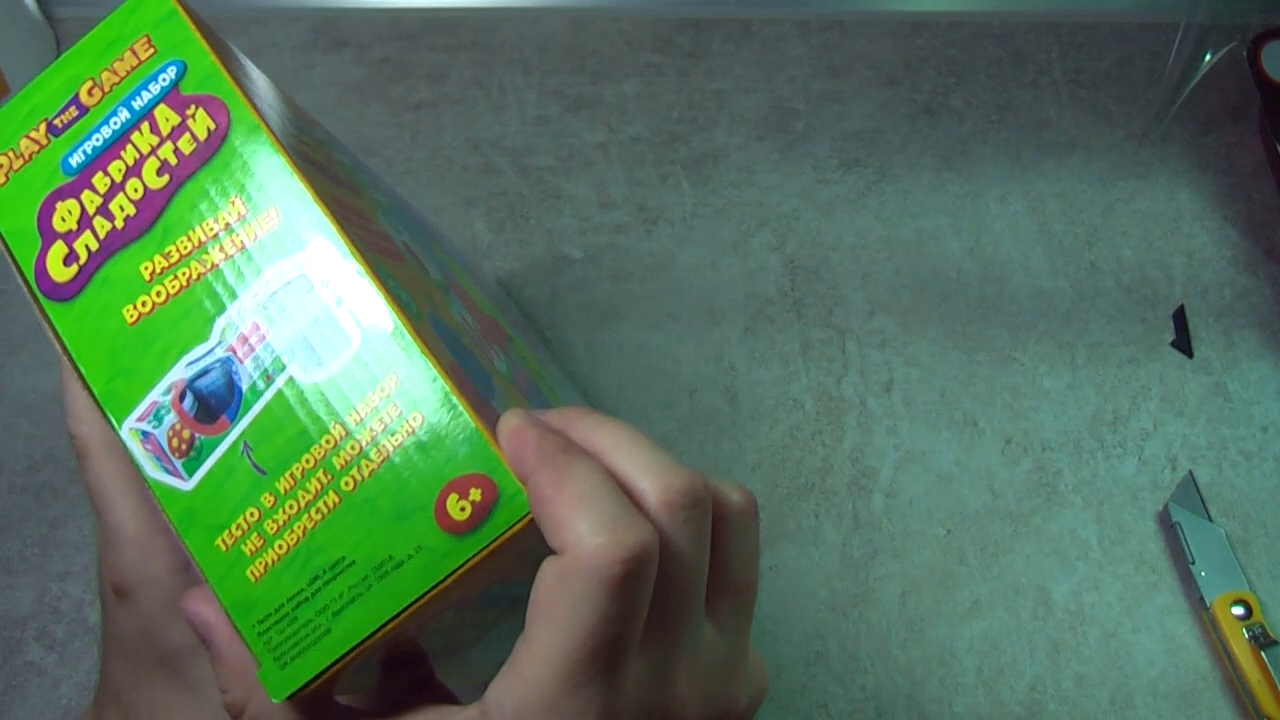 PLAY THE GAME
ИГРОВОЙ НАБОР
ФАБРИКА
СЛАДОСТЕЙ
РАЗВИВАЙ
ВООБРАЖЕНИЕ!
ТЕСТО В ИГРОВОЙ НАБОР
НЕ ВХОДИТ. МОЖЕТЕ
ПРИОБРЕСТИ ОТДЕЛЬНО
6+